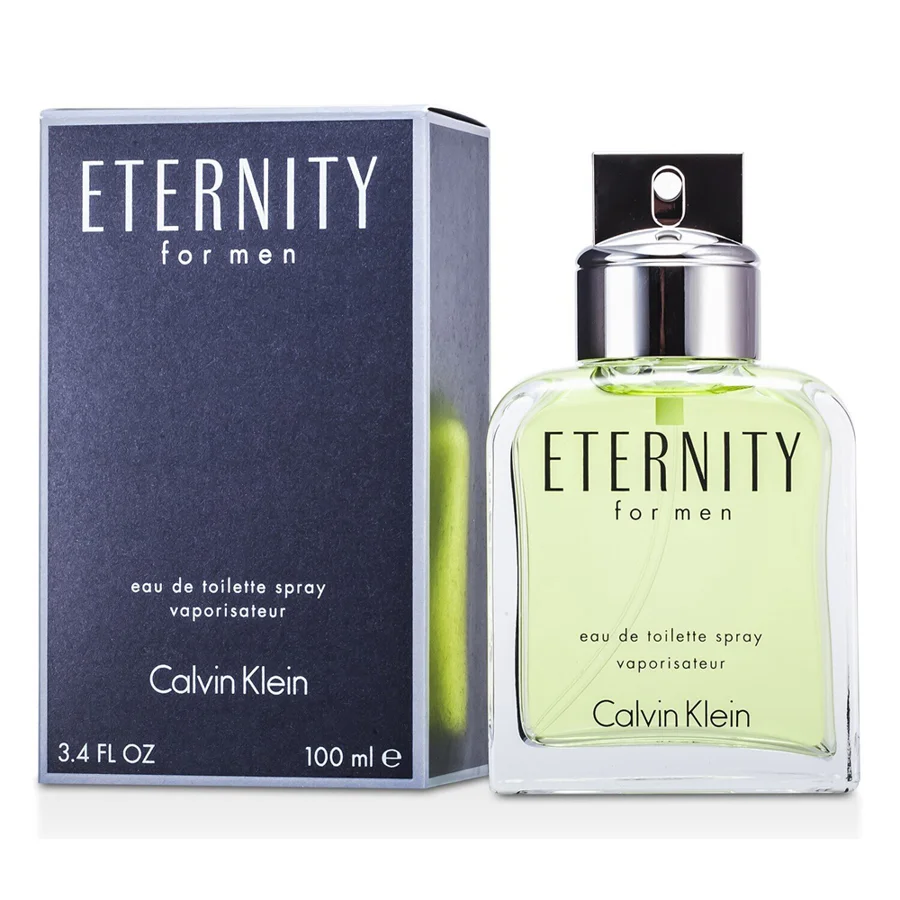 ETERNITY
for men
eau de toilette spray
vaporisateur
Calvin Klein
3.4 FL OZ 100 ml ℮
ETERNITY
for men
eau de toilette spray
vaporisateur
Calvin Klein